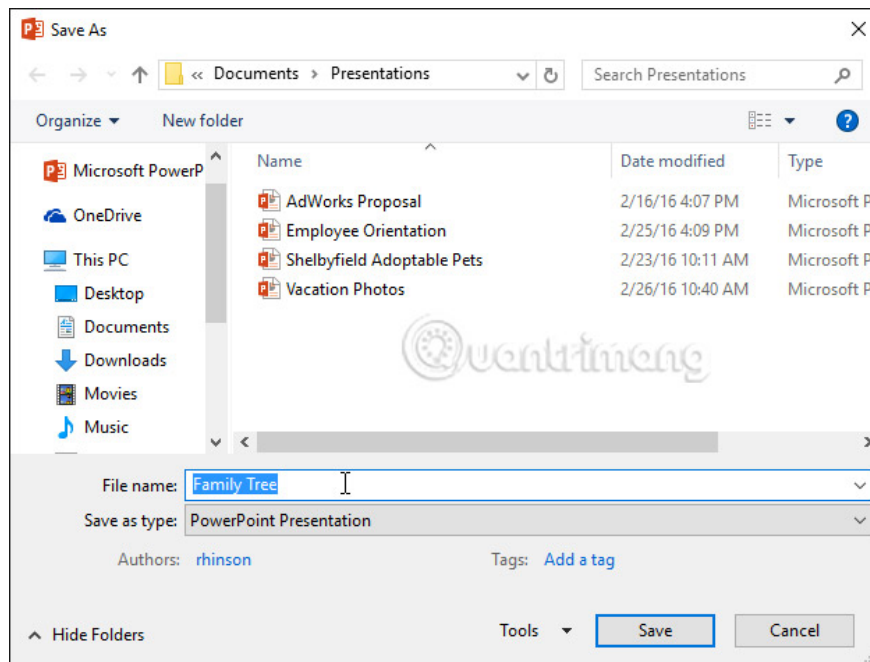 Save As
« Documents › Presentations
Search Presentations
Organize
New folder
Microsoft PowerP
OneDrive
This PC
Desktop
Documents
Downloads
Movies
Music
Name Date modified Type
AdWorks Proposal 2/16/16 4:07 PM Microsoft P
Employee Orientation 2/25/16 4:09 PM Microsoft P
Shelbyfield Adoptable Pets 2/23/16 10:11 AM Microsoft P
Vacation Photos 2/26/16 10:40 AM Microsoft P
Quantrimang
File name: Family Tree
Save as type: PowerPoint Presentation
Authors: rhinson Tags: Add a tag
Hide Folders Tools Save Cancel